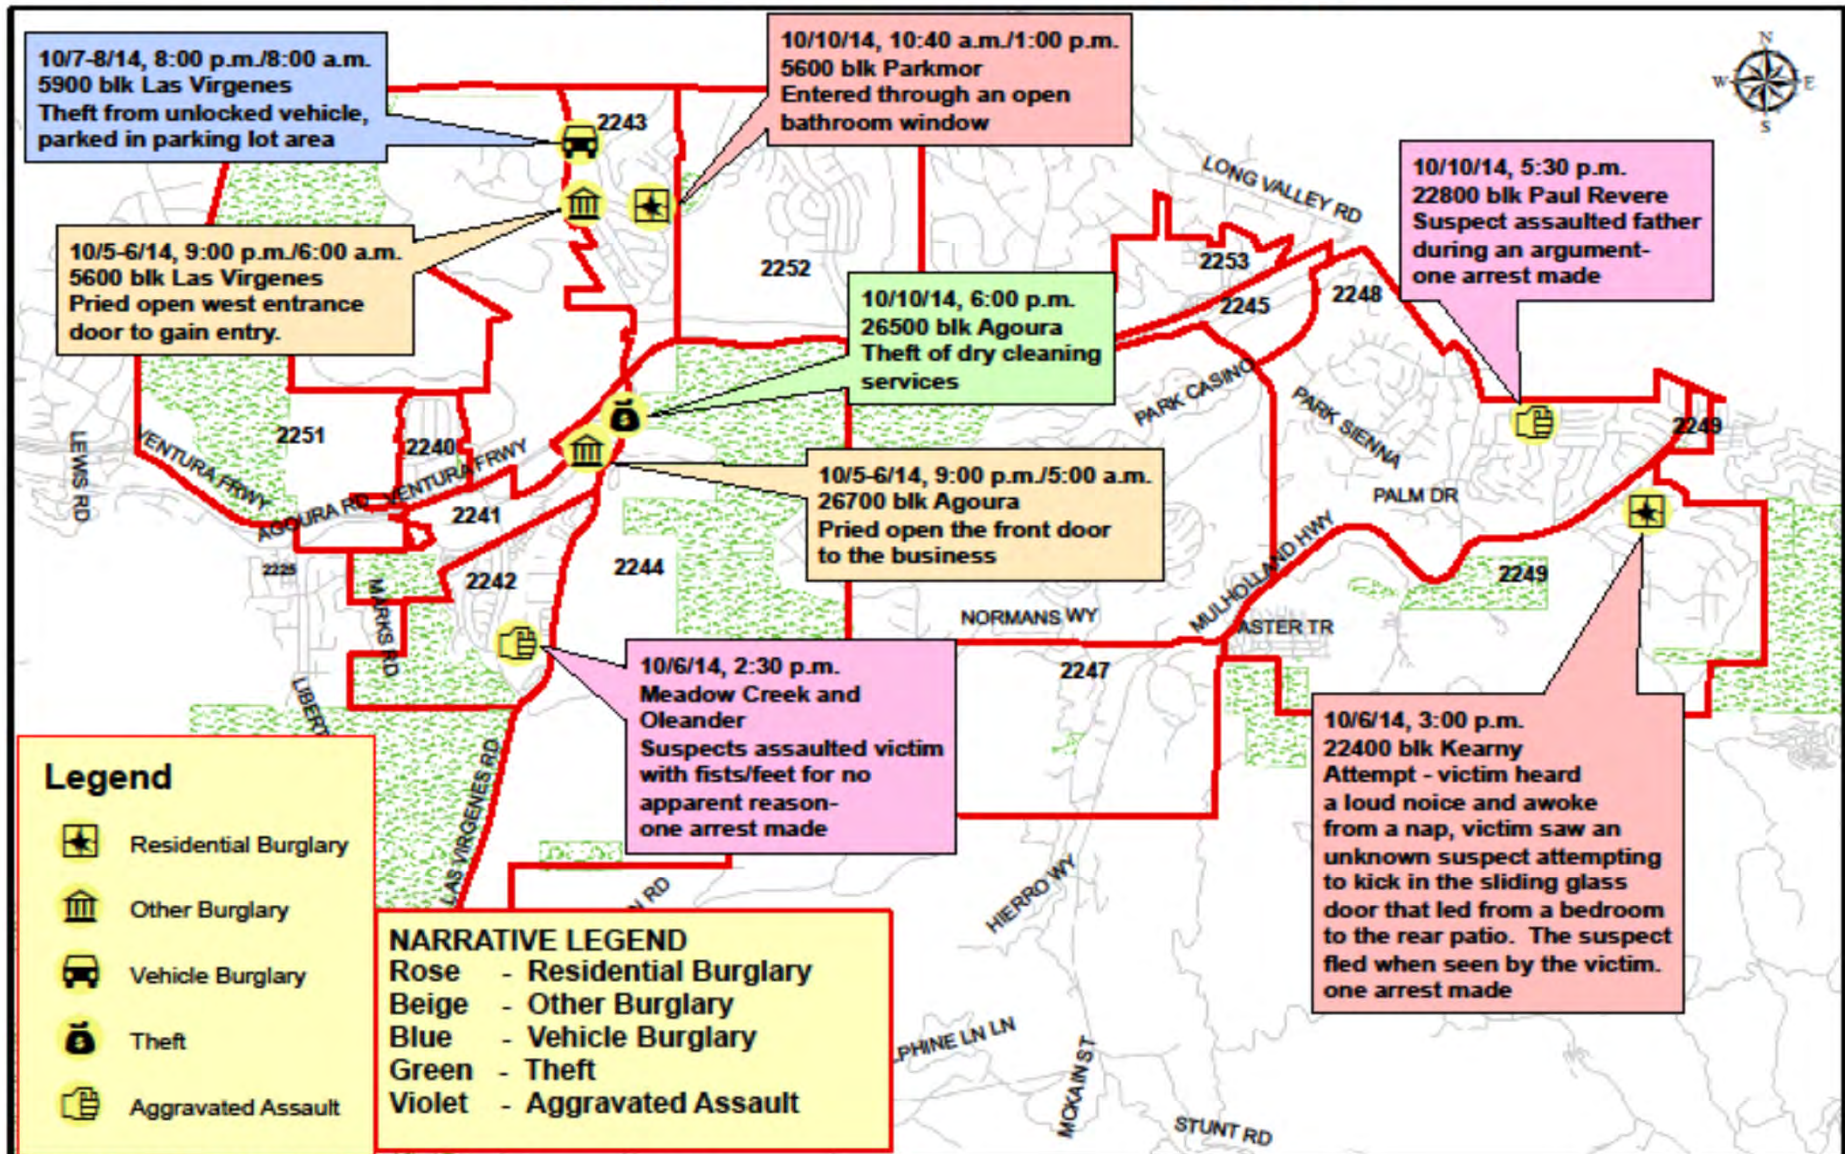 10/7-8/14, 8:00 p.m./8:00 a.m.
5900 blk Las Virgenes
Theft from unlocked vehicle,
parked in parking lot area
10/10/14, 10:40 a.m./1:00 p.m.
5600 blk Parkmor
Entered through an open
bathroom window
N
W
E
S
2243
10/10/14, 5:30 p.m.
22800 blk Paul Revere
Suspect assaulted father
during an argument-
one arrest made
LONG VALLEY RD
10/5-6/14, 9:00 p.m./6:00 a.m.
5600 blk Las Virgenes
Pried open west entrance
door to gain entry.
2252
2253
2245
2248
10/10/14, 6:00 p.m.
26500 blk Agoura
Theft of dry cleaning
services
PARK CASINO
PARK SIENNA
LEWS RD
VENTURA FRWY
2251
2240
VENTURA FRWY
2249
10/5-6/14, 9:00 p.m./5:00 a.m.
26700 blk Agoura
Pried open the front door
to the business
PALM DR
AGOURA RD
2241
2225
2242
2244
MULHOLLAND HWY
2249
MARKS RD
NORMANS WY
ASTER TR
LIBERT
10/6/14, 2:30 p.m.
Meadow Creek and
Oleander
Suspects assaulted victim
with fists/feet for no
apparent reason-
one arrest made
2247
10/6/14, 3:00 p.m.
22400 blk Kearny
Attempt - victim heard
a loud noice and awoke
from a nap, victim saw an
unknown suspect attempting
to kick in the sliding glass
door that led from a bedroom
to the rear patio.  The suspect
fled when seen by the victim.
one arrest made
LAS VIRGENES RD
N RD
HIERRO WY
Legend
Residential Burglary
Other Burglary
Vehicle Burglary
Theft
Aggravated Assault
NARRATIVE LEGEND
Rose - Residential Burglary
Beige - Other Burglary
Blue - Vehicle Burglary
Green - Theft
Violet - Aggravated Assault
LPHINE LN LN
MCKAIN ST
STUNT RD